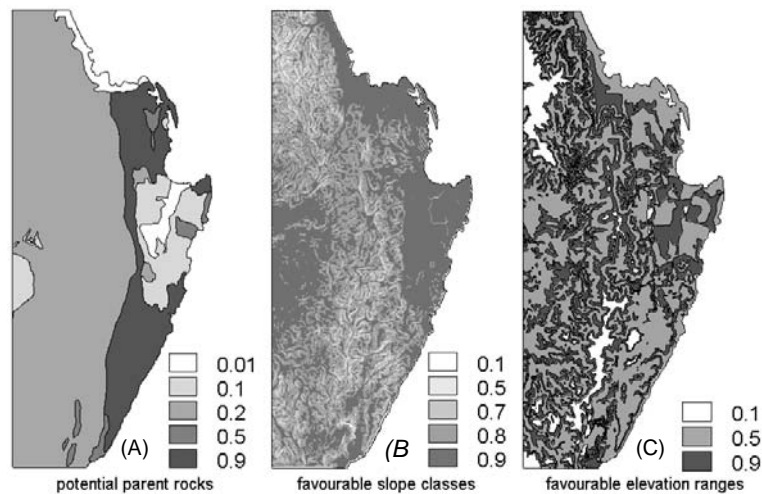 0.01
0.1
0.2
0.5
0.9
(A)
potential parent rocks
0.1
0.5
0.7
0.8
0.9
(B
favourable slope classes
0.1
0.5
0.9
(C)
favourable elevation ranges